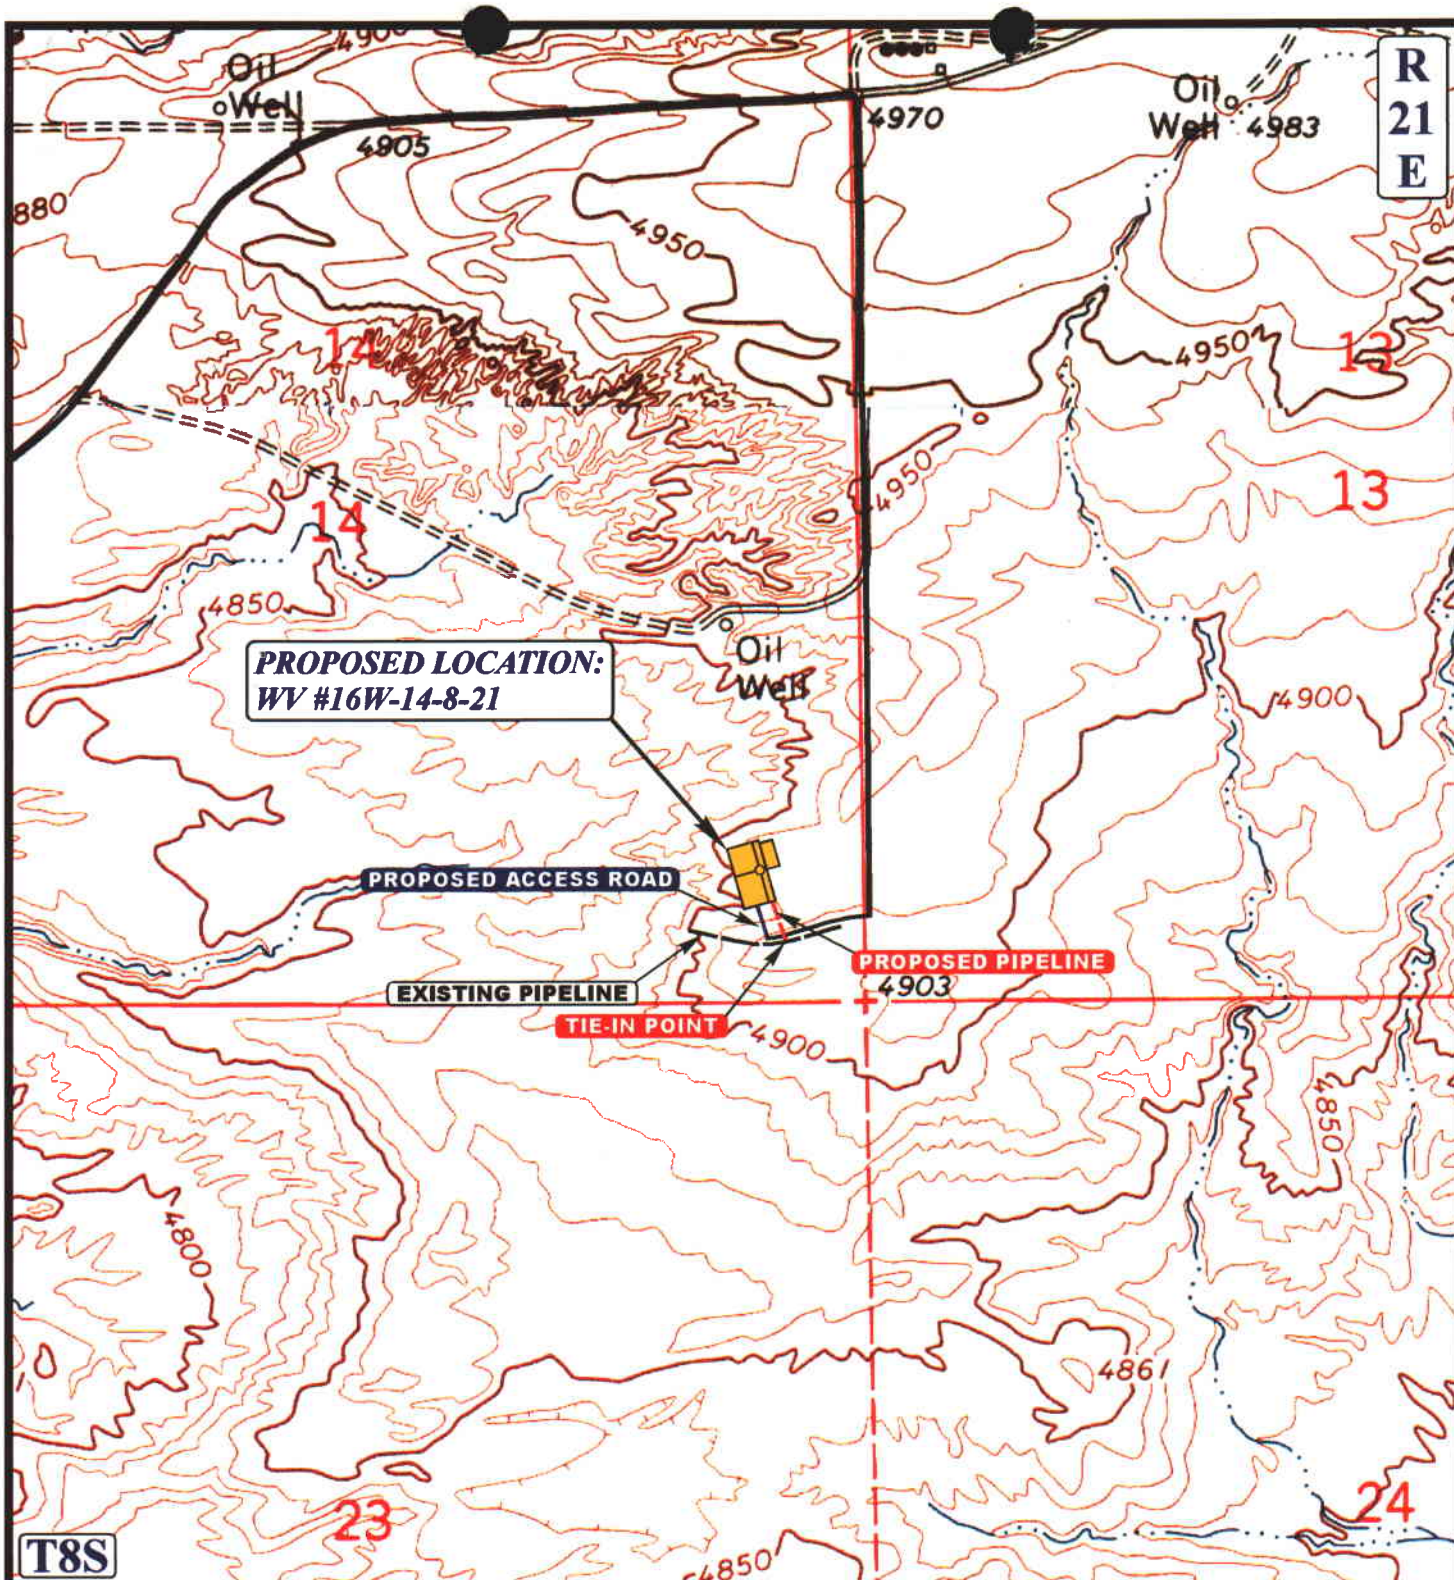 4900
Oil
Well
R
21
E
Oil
Well
4983
4970
4905
880
4950
14
4950
13
4950
13
14
4850
Oil
Well
PROPOSED LOCATION:
WV #16W-14-8-21
4900
PROPOSED ACCESS ROAD
PROPOSED PIPELINE
EXISTING PIPELINE
4903
TIE-IN POINT
4900
4850
4800
4861
23
24
T8S
4850